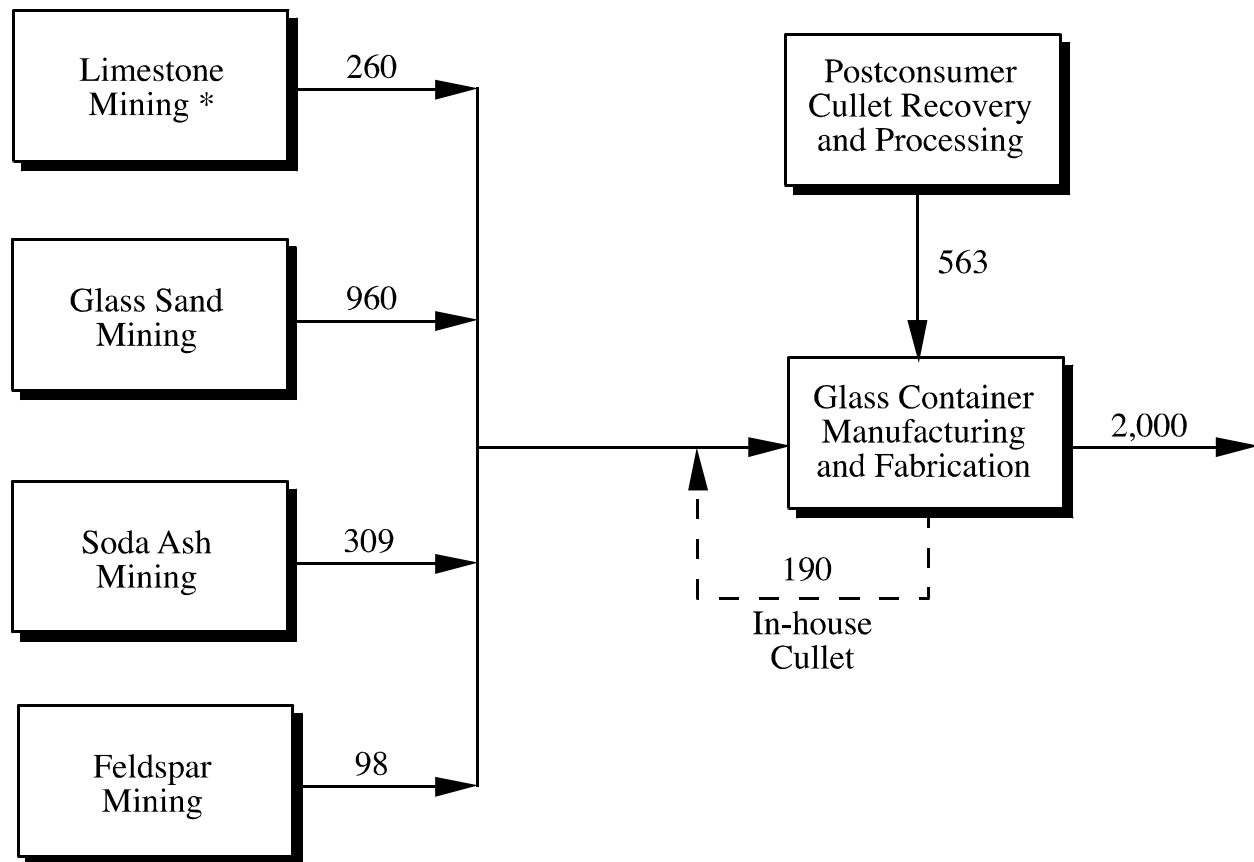 Limestone
Mining *
260
Glass Sand
Mining
960
Soda Ash
Mining
309
Feldspar
Mining
98
Postconsumer
Cullet Recovery
and Processing
563
Glass Container
Manufacturing
and Fabrication
2,000
190
In-house
Cullet